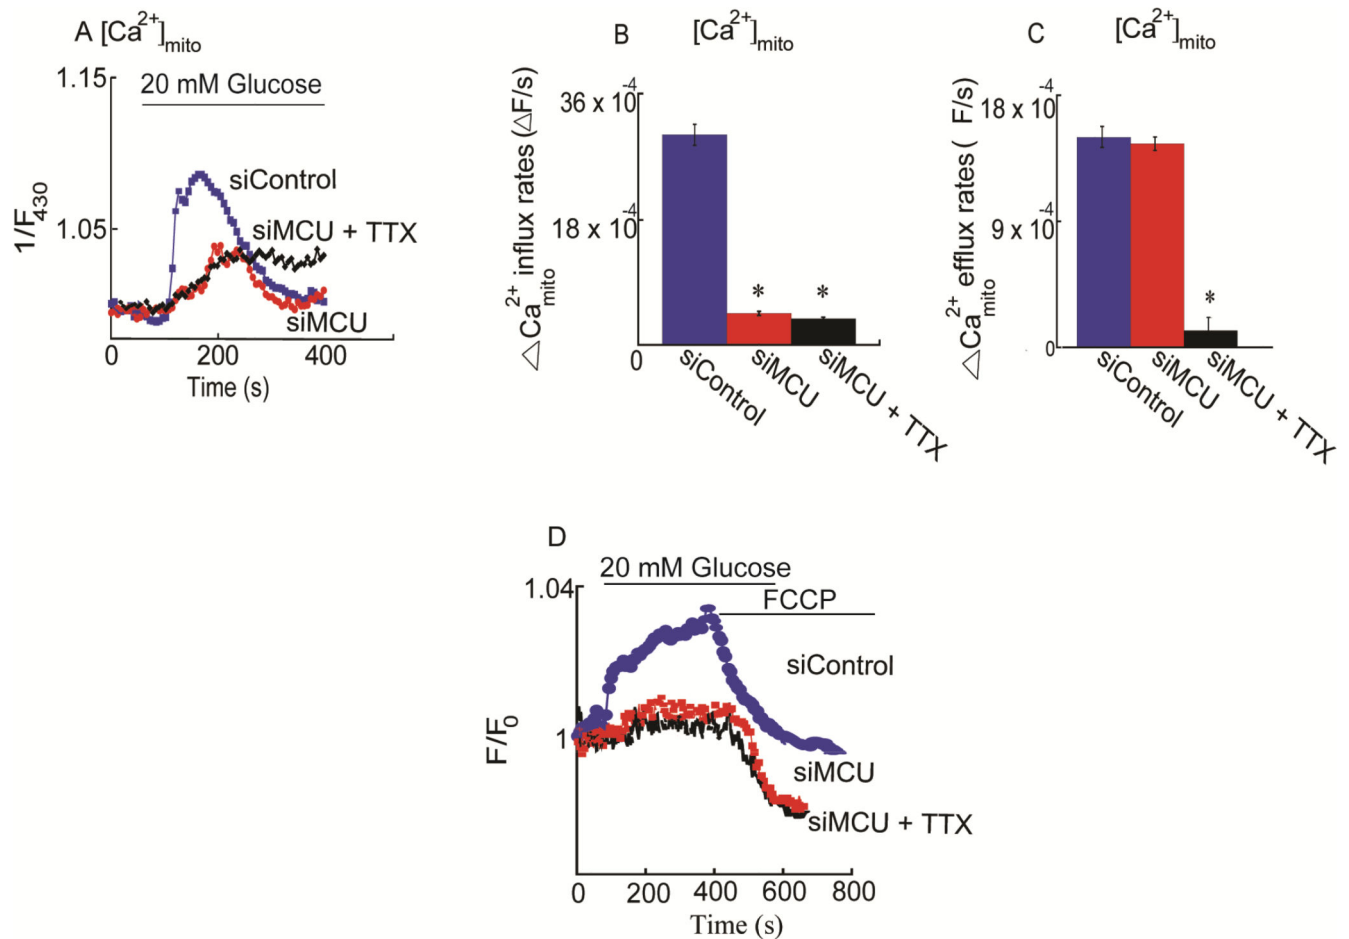 A [Ca2+]mito
1.15
20 mM Glucose
siControl
siMCU + TTX
1.05
siMCU
1/F430
0
200
400
Time (s)
B
[Ca2+]mito
36 x 10-4
18 x 10-4
0
△Ca2+mito influx rates (△F/s)
*
*
siControl
siMCU
siMCU + TTX
C
[Ca2+]mito
18 x 10-4
9 x 10-4
0
△Ca2+mito efflux rates ( F/s)
*
siControl
siMCU
siMCU + TTX
D
20 mM Glucose
1.04
FCCP
siControl
1
siMCU
siMCU + TTX
F/F0
0
200
400
600
800
Time (s)